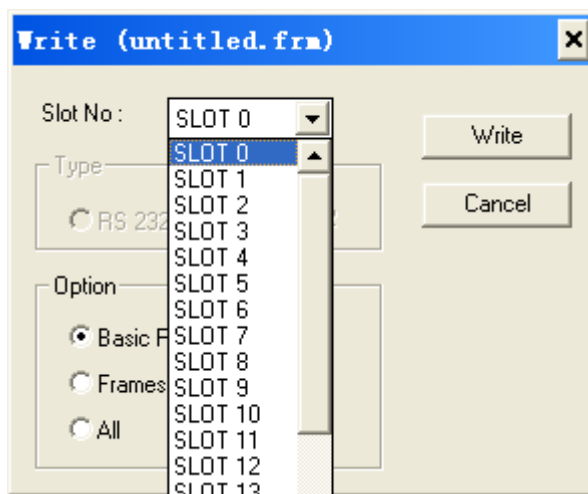 Write (untitled.frm)
Slot No :
SLOT 0
Write
Cancel
Type
RS 232
Option
Basic F
Frames
All
SLOT 0
SLOT 1
SLOT 2
SLOT 3
SLOT 4
SLOT 5
SLOT 6
SLOT 7
SLOT 8
SLOT 9
SLOT 10
SLOT 11
SLOT 12
SLOT 13